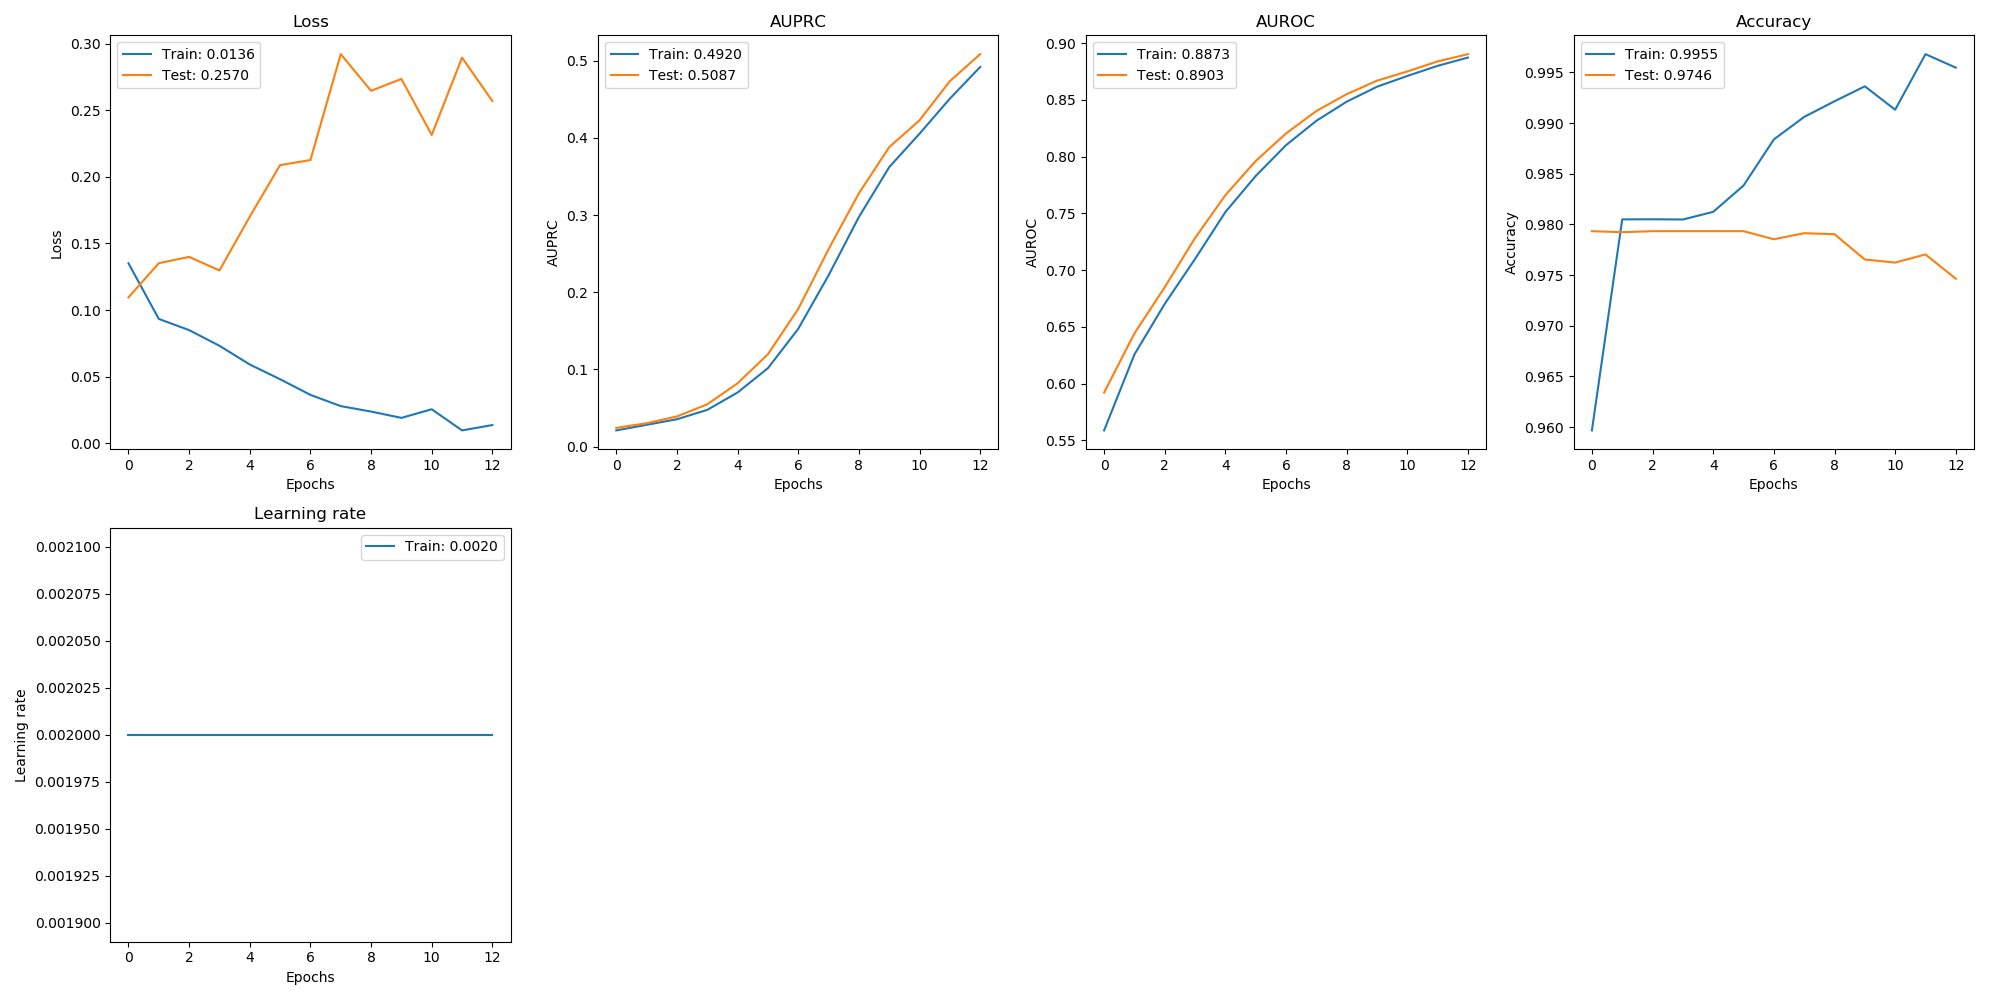 Loss
Train: 0.0136
Test: 0.2570
0.30
0.25
0.20
0.15
0.10
0.05
0.00
Loss
0 2 4 6 8 10 12
Epochs
AUPRC
Train: 0.4920
Test: 0.5087
0.5
0.4
0.3
0.2
0.1
0.0
AUPRC
0 2 4 6 8 10 12
Epochs
AUROC
Train: 0.8873
Test: 0.8903
0.90
0.85
0.80
0.75
0.70
0.65
0.60
0.55
AUROC
0 2 4 6 8 10 12
Epochs
Accuracy
Train: 0.9955
Test: 0.9746
0.995
0.990
0.985
0.980
0.975
0.970
0.965
0.960
Accuracy
0 2 4 6 8 10 12
Epochs
Learning rate
Train: 0.0020
0.002100
0.002075
0.002050
0.002025
0.002000
0.001975
0.001950
0.001925
0.001900
Learning rate
0 2 4 6 8 10 12
Epochs